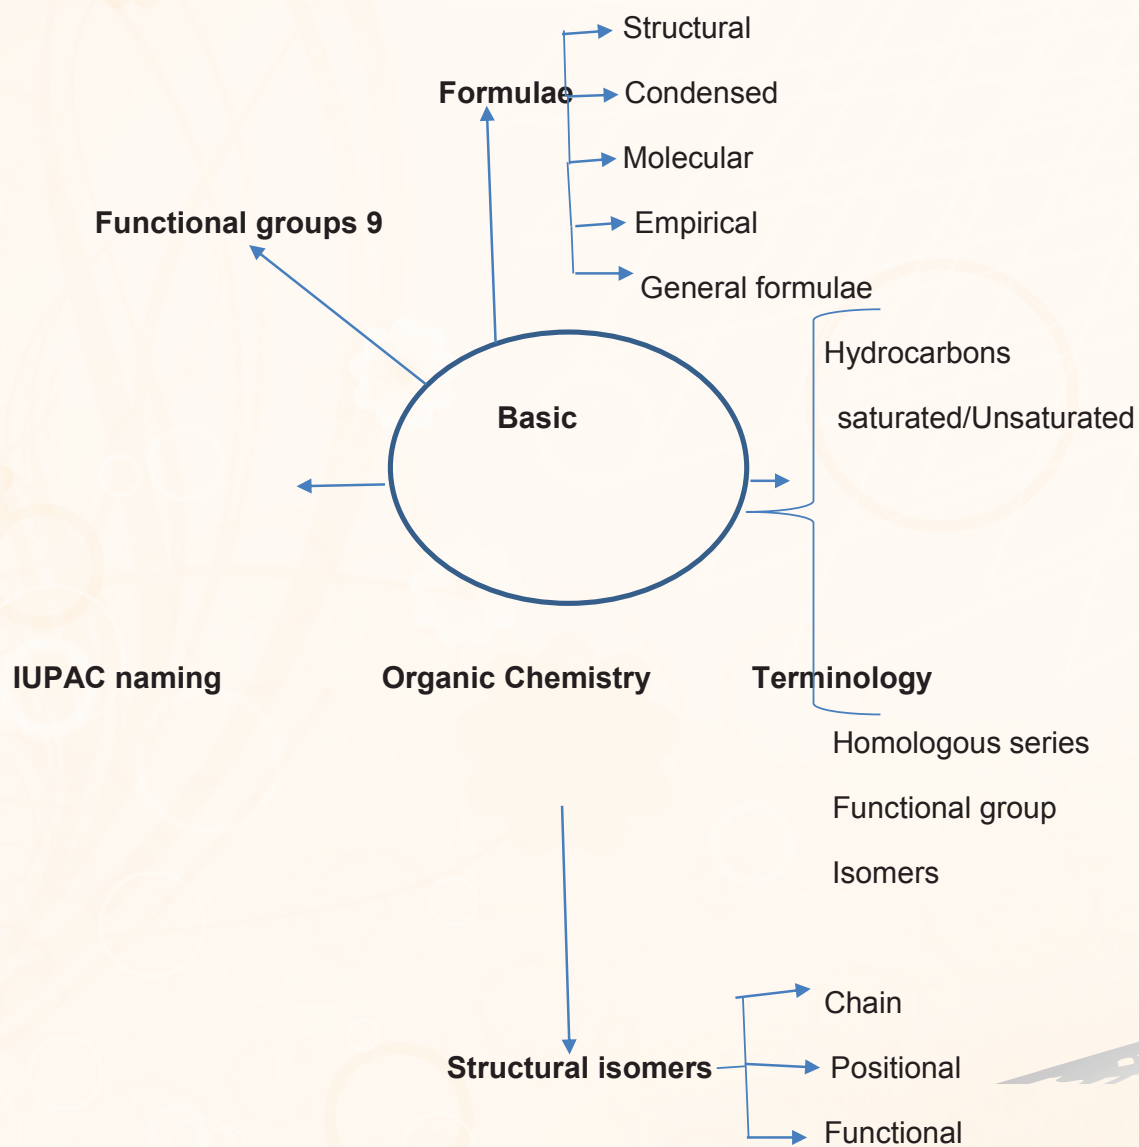 Structural
Formulae Condensed
Molecular
Functional groups 9 Empirical
General formulae
Hydrocarbons
Basic saturated/Unsaturated
IUPAC naming Organic Chemistry Terminology
Homologous series
Functional group
Isomers
Chain
Structural isomers Positional
Functional